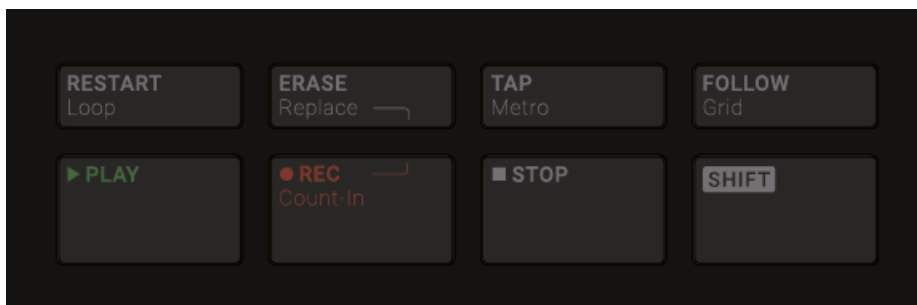 RESTART
Loop
ERASE
Replace
TAP
Metro
FOLLOW
Grid
PLAY
REC
Count-In
STOP
SHIFT